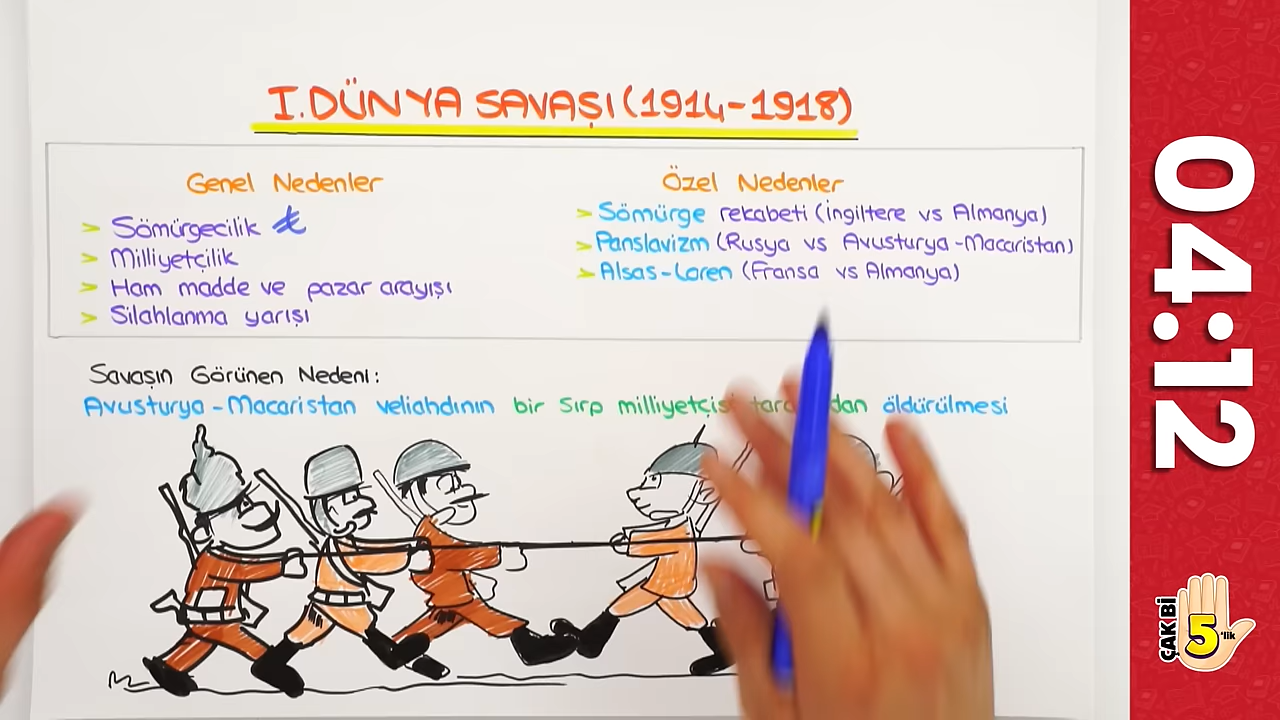 I. DÜNYA SAVAŞI (1914-1918)
Genel Nedenler
> Sömürgecilik
> Milliyetçilik
> Ham madde ve pazar arayışı
> Silahlanma yarışı
Özel Nedenler
> Sömürge rekabeti (İngiltere vs Almanya)
> Panslavizm (Rusya vs Avusturya-Macaristan)
> Alsas-Loren (Fransa vs Almanya)
Savaşın Görünen Nedeni:
Avusturya-Macaristan veliahdının bir Sırp öldürülmesi
04:12
ÇAK Bİ
5'lik